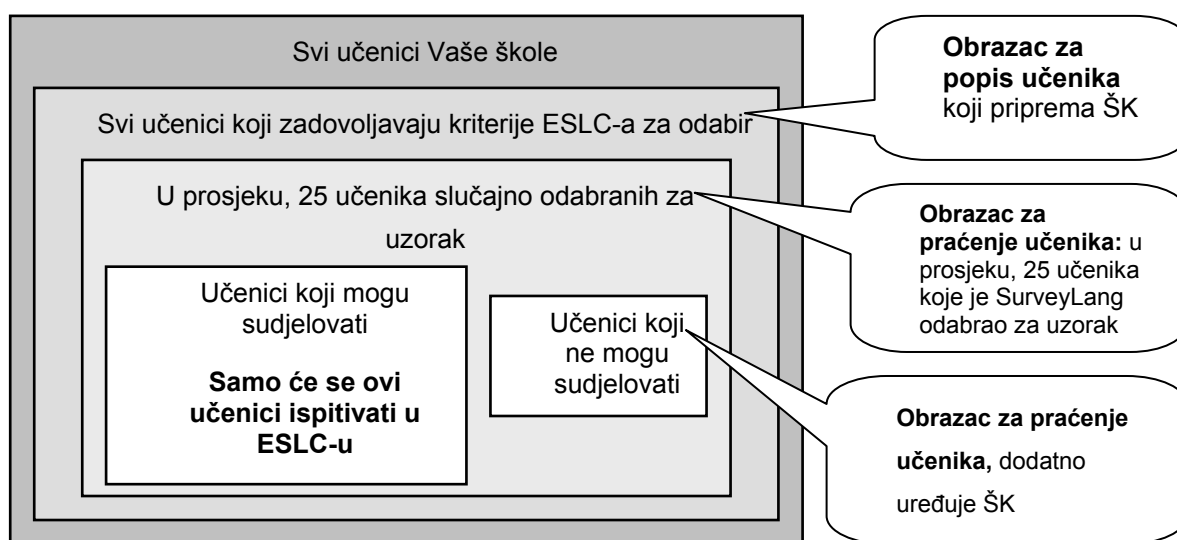 Svi učenici Vaše škole
Svi učenici koji zadovoljavaju kriterije ESLC-a za odabir
U prosjeku, 25 učenika slučajno odabranih za
uzorak
Učenici koji mogu
sudjelovati
Samo će se ovi
učenici ispitivati u
ESLC-u
Učenici koji
ne mogu
sudjelovati
Obrazac za
popis učenika
koji priprema ŠK
Obrazac za
praćenje učenika: u
prosjeku, 25 učenika
koje je SurveyLang
odabrao za uzorak
Obrazac za praćenje
učenika, dodatno
uređuje ŠK